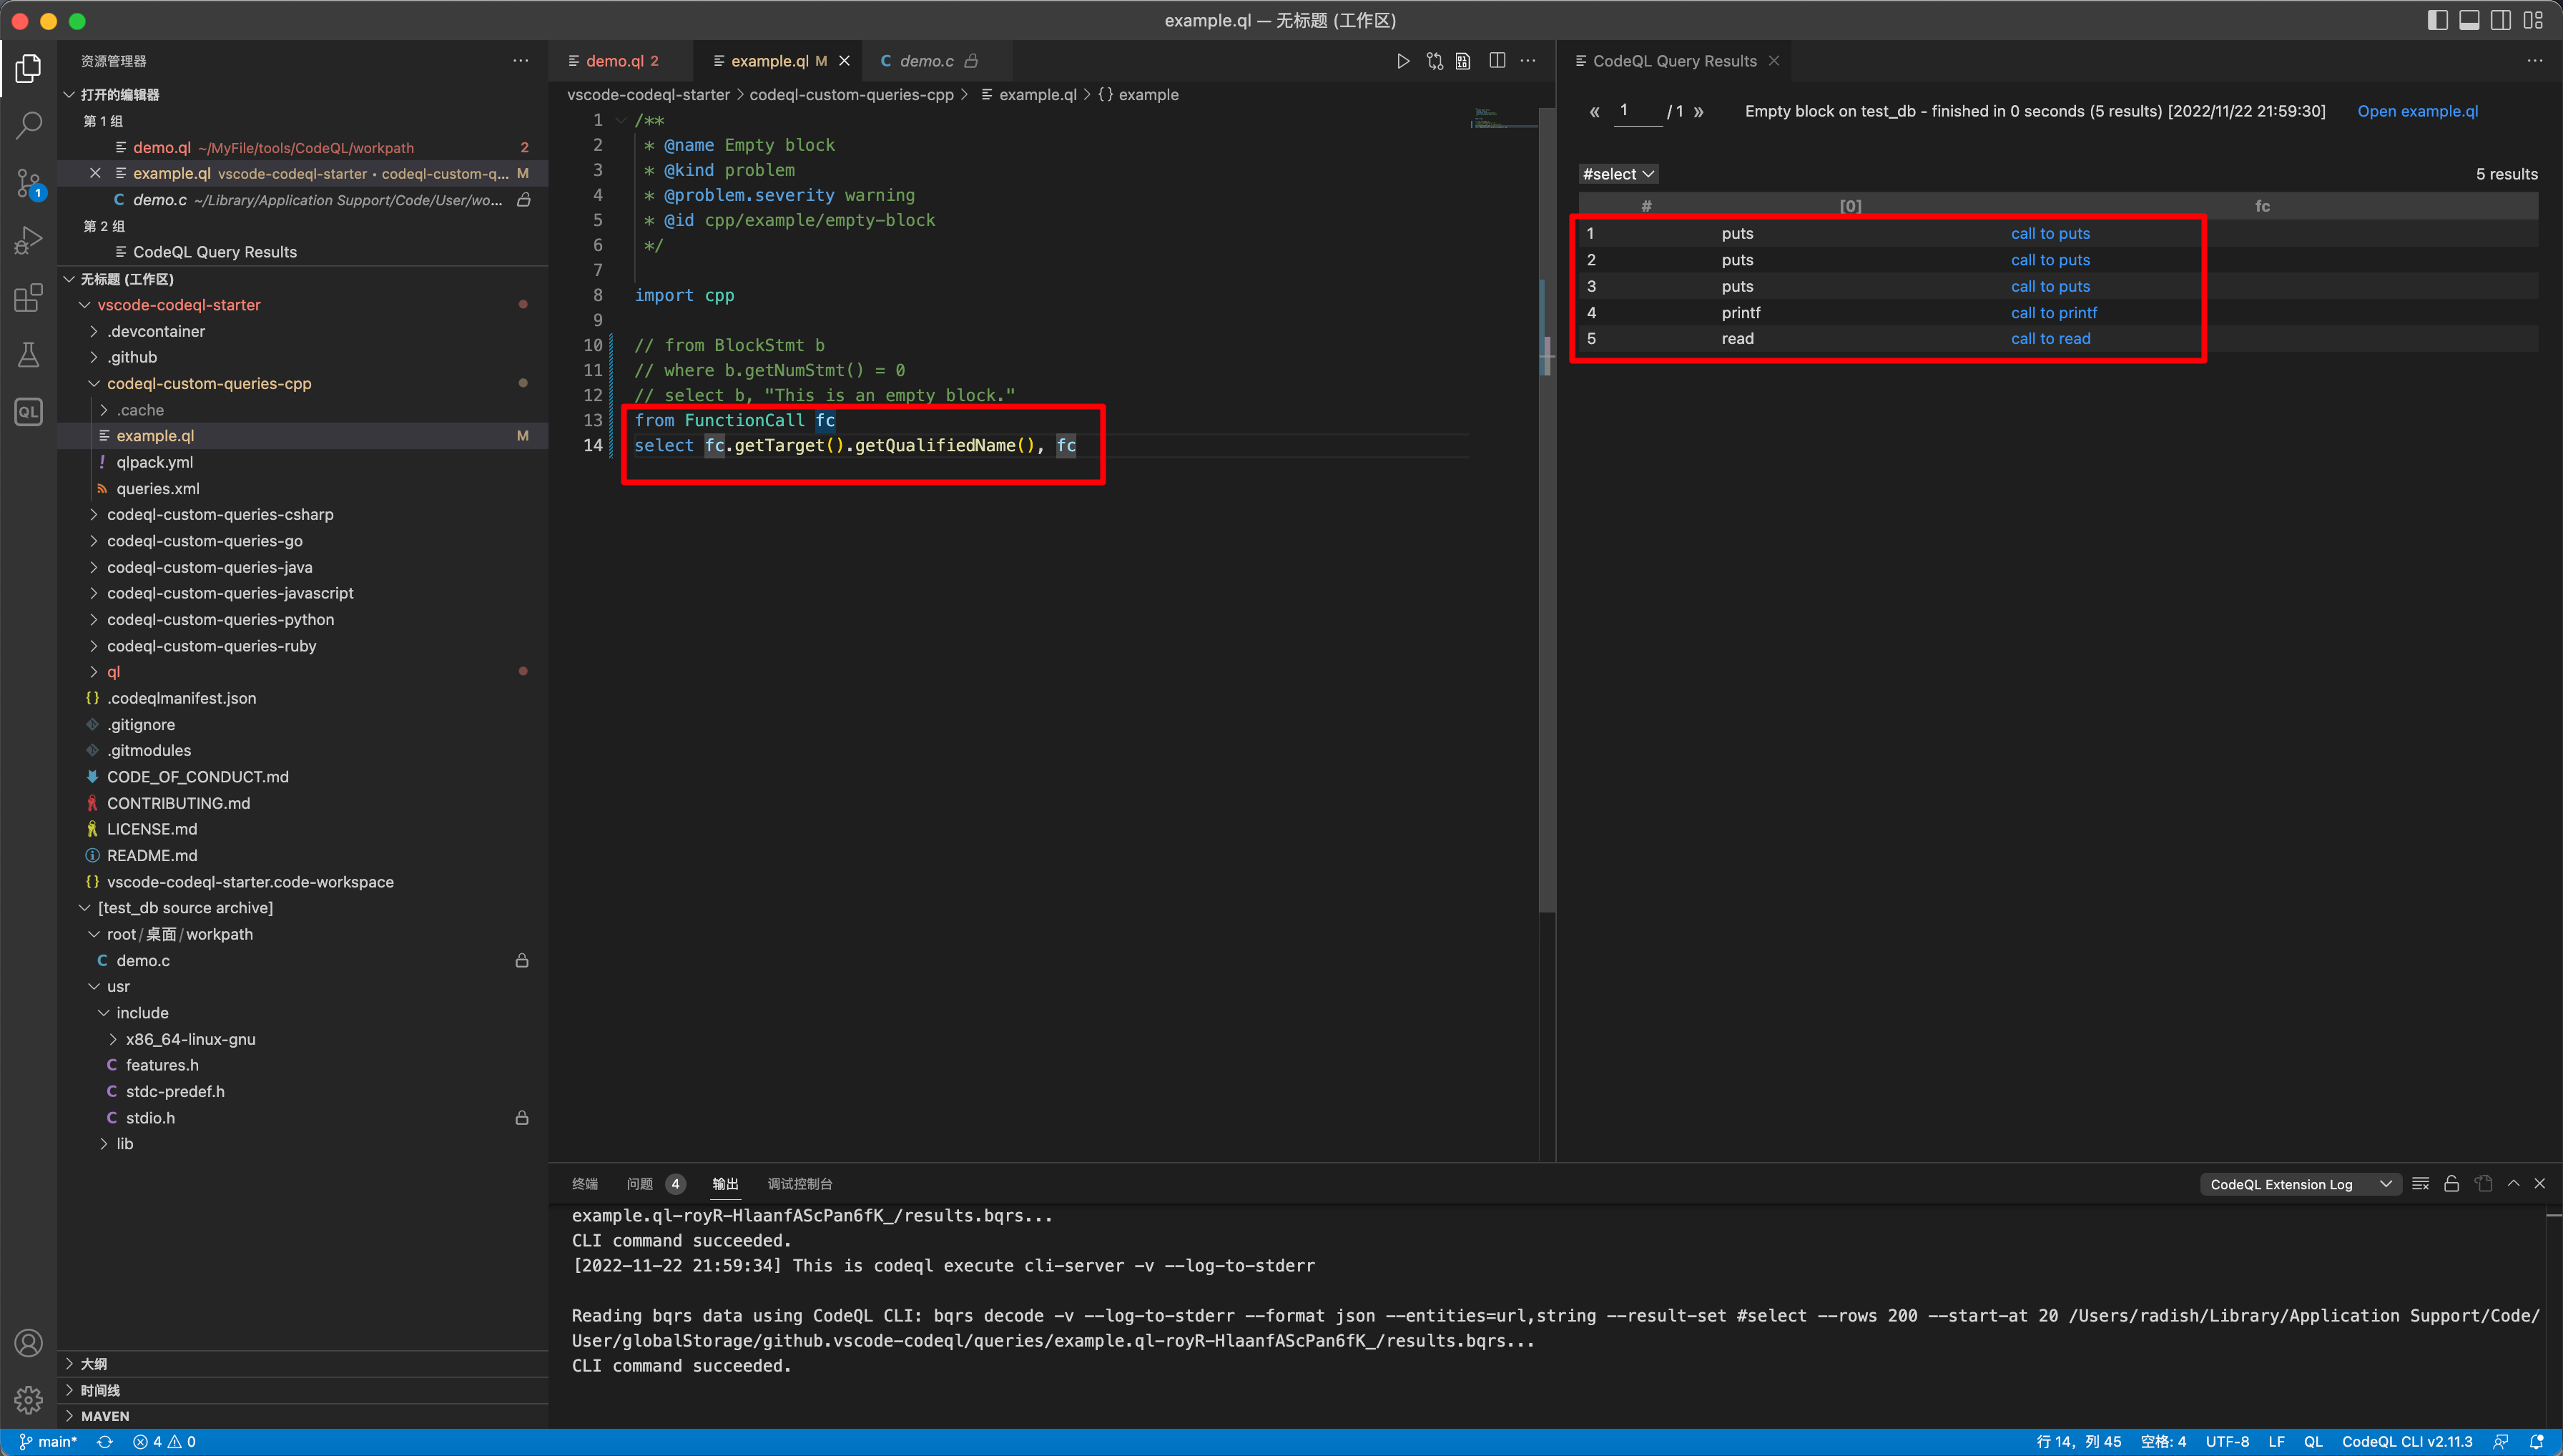 example.ql — 无标题 (工作区)
资源管理器
打开的编辑器
第 1 组
demo.ql ~/MyFile/tools/CodeQL/workpath 2
example.ql vscode-codeql-starter • codeql-custom-q... M
demo.c ~/Library/Application Support/Code/User/wo...
第 2 组
CodeQL Query Results
无标题 (工作区)
vscode-codeql-starter
.devcontainer
.github
codeql-custom-queries-cpp
.cache
example.ql M
qlpack.yml
queries.xml
codeql-custom-queries-csharp
codeql-custom-queries-go
codeql-custom-queries-java
codeql-custom-queries-javascript
codeql-custom-queries-python
codeql-custom-queries-ruby
ql
.codeqlmanifest.json
.gitignore
.gitmodules
CODE_OF_CONDUCT.md
CONTRIBUTING.md
LICENSE.md
README.md
vscode-codeql-starter.code-workspace
[test_db source archive]
root/桌面/workpath
demo.c
usr
include
x86_64-linux-gnu
features.h
stdc-predef.h
stdio.h
lib
大纲
时间线
MAVEN
demo.ql 2 example.ql M demo.c
vscode-codeql-starter > codeql-custom-queries-cpp > example.ql > {} example
1 /**
2 * @name Empty block
3 * @kind problem
4 * @problem.severity warning
5 * @id cpp/example/empty-block
6 */
7
8 import cpp
9
10 // from BlockStmt b
11 // where b.getNumStmt() = 0
12 // select b, "This is an empty block."
13 from FunctionCall fc
14 select fc.getTarget().getQualifiedName(), fc
CodeQL Query Results
« 1 / 1 » Empty block on test_db - finished in 0 seconds (5 results) [2022/11/22 21:59:30] Open example.ql
#select 5 results
# [0] fc
1 puts call to puts
2 puts call to puts
3 puts call to puts
4 printf call to printf
5 read call to read
终端 问题 4 输出 调试控制台 CodeQL Extension Log
example.ql-royR-HlaanfAScPan6fK_/results.bqrs...
CLI command succeeded.
[2022-11-22 21:59:34] This is codeql execute cli-server -v --log-to-stderr
Reading bqrs data using CodeQL CLI: bqrs decode -v --log-to-stderr --format json --entities=url,string --result-set #select --rows 200 --start-at 20 /Users/radish/Library/Application Support/Code/
User/globalStorage/github.vscode-codeql/queries/example.ql-royR-HlaanfAScPan6fK_/results.bqrs...
CLI command succeeded.
QL
1
main* 4 0 行 14，列 45 空格: 4 UTF-8 LF QL CodeQL CLI v2.11.3